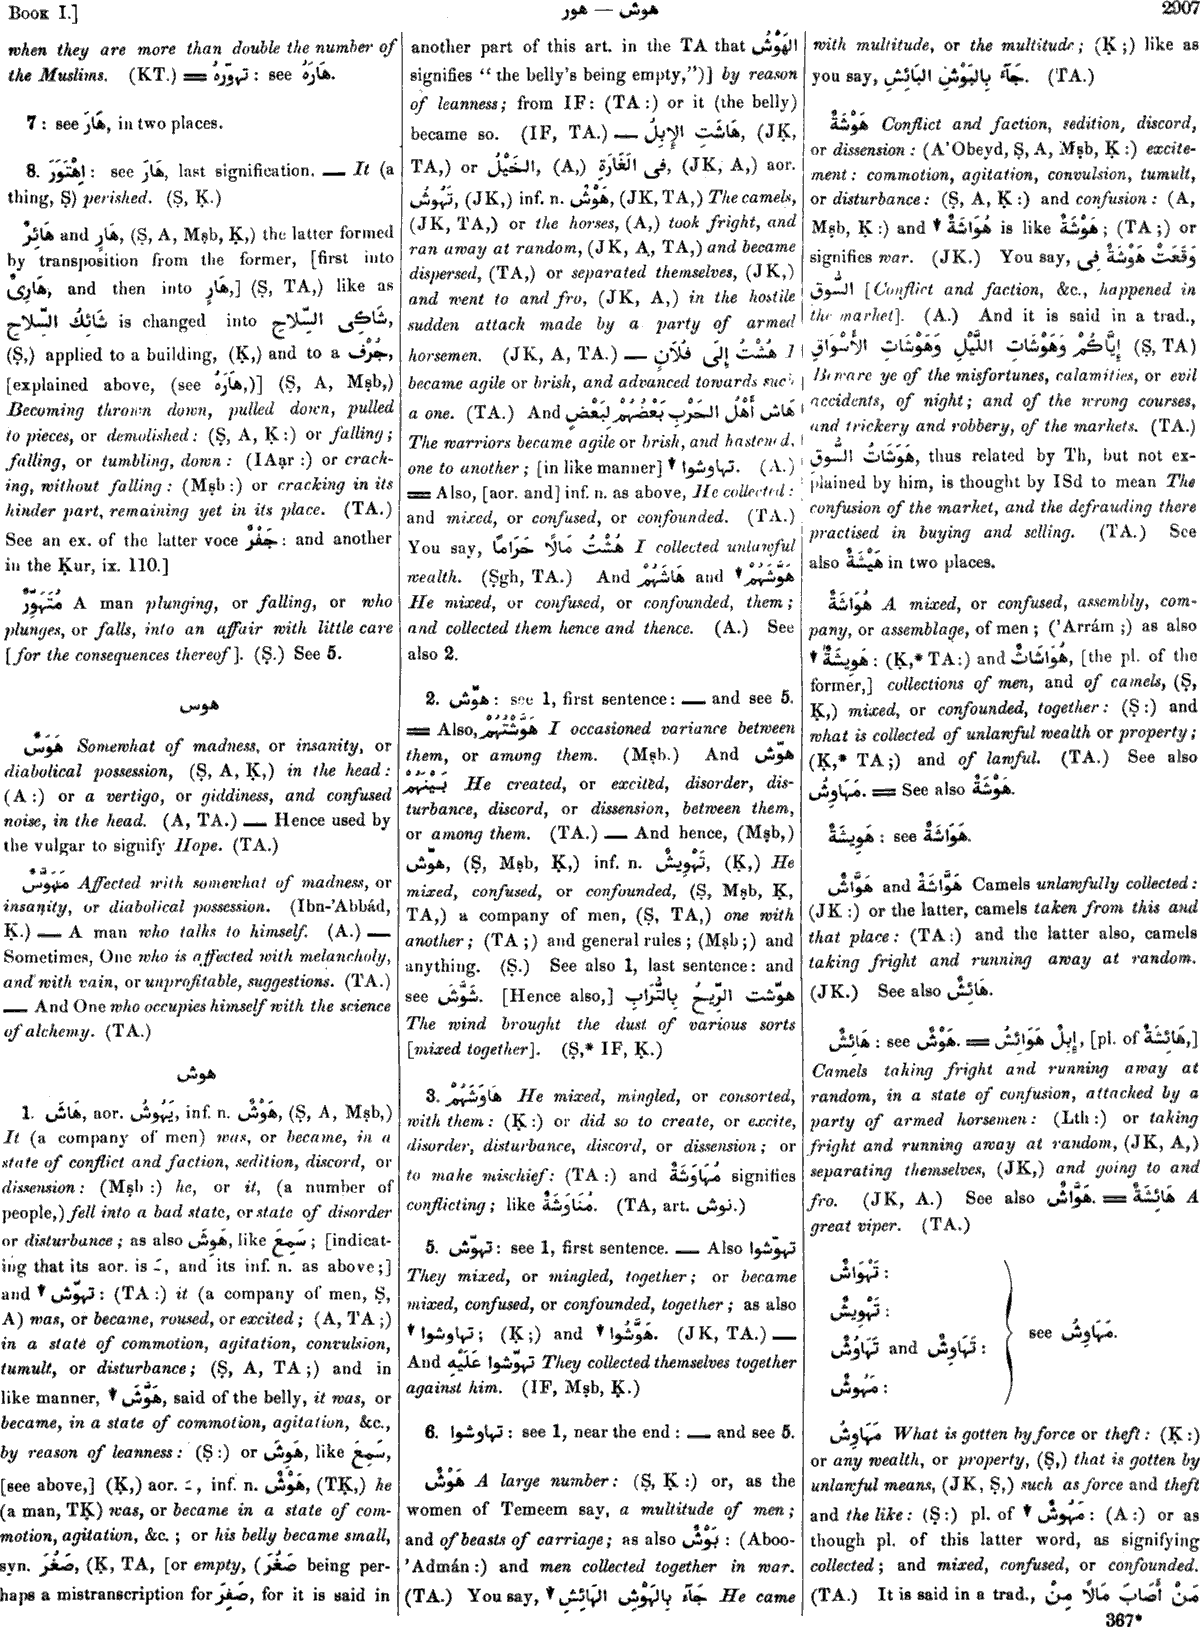 Book I.]
هور — هوش
2907
when they are more than double the number of
the Muslims. (KT.) = تهوّرهُ : see هَارَهُ.
7 : see هَارَ, in two places.
8. اِهْتَوَرَ : see هَارَ, last signification. — It (a
thing, Ṣ) perished. (Ṣ, Ḳ.)
هَائِرٌ and هَارٍ, (Ṣ, A, Mṣb, Ḳ,) the latter formed
by transposition from the former, [first into
هَارِىٌ, and then into هَارٍ,] (Ṣ, TA,) like as
شَائِكُ السِّلَاحِ is changed into شَاكِى السِّلَاحِ,
(Ṣ,) applied to a building, (Ḳ,) and to a جُرُف,
[explained above, (see هَارَهُ,)] (Ṣ, A, Mṣb,)
Becoming thrown down, pulled down, pulled
to pieces, or demolished : (Ṣ, A, Ḳ :) or falling ;
falling, or tumbling, down : (IAạr :) or crack-
ing, without falling : (Mṣb :) or cracking in its
hinder part, remaining yet in its place. (TA.)
See an ex. of the latter voce جَفْرٌ : and another
in the Ḳur, ix. 110.]
مُتَهَوِّرٌ A man plunging, or falling, or who
plunges, or falls, into an affair with little care
[for the consequences thereof]. (Ṣ.) See 5.
هوس
هَوَسٌ Somewhat of madness, or insanity, or
diabolical possession, (Ṣ, A, Ḳ,) in the head :
(A :) or a vertigo, or giddiness, and confused
noise, in the head. (A, TA.) — Hence used by
the vulgar to signify Hope. (TA.)
مُهَوَّسٌ Affected with somewhat of madness, or
insanity, or diabolical possession. (Ibn-'Abbád,
Ḳ.) — A man who talks to himself. (A.) —
Sometimes, One who is affected with melancholy,
and with vain, or unprofitable, suggestions. (TA.)
— And One who occupies himself with the science
of alchemy. (TA.)
هوش
1. هَاشَ, aor. يَهُوشُ, inf. n. هَوْشٌ, (Ṣ, A, Mṣb,)
It (a company of men) was, or became, in a
state of conflict and faction, sedition, discord, or
dissension : (Mṣb :) he, or it, (a number of
people,) fell into a bad state, or state of disorder
or disturbance ; as also هَوِشَ, like سَمِعَ ; [indicat-
ing that its aor. is ـَ, and its inf. n. as above ;]
and ▼ تهوّش : (TA :) it (a company of men, Ṣ,
A) was, or became, roused, or excited ; (A, TA ;)
in a state of commotion, agitation, convulsion,
tumult, or disturbance ; (Ṣ, A, TA ;) and in
like manner, ▼ هَوَّشَ, said of the belly, it was, or
became, in a state of commotion, agitation, &c.,
by reason of leanness : (Ṣ :) or هَوِشَ, like سَمِعَ,
[see above,] (Ḳ,) aor. ـَ, inf. n. هَوْشٌ, (TḲ,) he
(a man, TḲ) was, or became in a state of com-
motion, agitation, &c. ; or his belly became small,
syn. صَغُرَ, (Ḳ, TA, [or empty, (صَغُرَ being per-
haps a mistranscription for صَفِرَ, for it is said in
another part of this art. in the TA that الهَوْشُ
signifies “ the belly's being empty,”)] by reason
of leanness ; from IF : (TA :) or it (the belly)
became so. (IF, TA.) — هَاشَتِ الإِبِلُ, (JḲ,
TA,) or الخَيْلُ, (A,) فِى الغَارَةِ, (JK, A,) aor.
تَهُوشُ, (JK,) inf. n. هَوْشٌ, (JK, TA,) The camels,
(JK, TA,) or the horses, (A,) took fright, and
ran away at random, (JK, A, TA,) and became
dispersed, (TA,) or separated themselves, (JK,)
and went to and fro, (JK, A,) in the hostile
sudden attack made by a party of armed
horsemen. (JK, A, TA.) — هُشْتُ إِلَى فُلَانٍ I
became agile or brisk, and advanced towards such
a one. (TA.) And هَاش أَهْلُ الحَرْبِ بَعْضُهُمْ لِبَعْضٍ
The warriors became agile or brisk, and hastened,
one to another ; [in like manner] ▼ تهاوشوا. (A.)
= Also, [aor. and] inf. n. as above, He collected :
and mixed, or confused, or confounded. (TA.)
You say, هُشْتُ مَالًا حَرَامًا I collected unlawful
wealth. (Ṣgh, TA.) And هَاشَهُمْ and ▼ هَوَّشَهُمْ
He mixed, or confused, or confounded, them ;
and collected them hence and thence. (A.) See
also 2.
2. هوّش : see 1, first sentence : — and see 5.
= Also, هَوَّشْتُهُمْ I occasioned variance between
them, or among them. (Mṣb.) And هوّش
بَيْنَهُمْ He created, or excited, disorder, dis-
turbance, discord, or dissension, between them,
or among them. (TA.) — And hence, (Mṣb,)
هوّش, (Ṣ, Mṣb, Ḳ,) inf. n. تَهْوِيشٌ, (Ḳ,) He
mixed, confused, or confounded, (Ṣ, Mṣb, Ḳ,
TA,) a company of men, (Ṣ, TA,) one with
another ; (TA ;) and general rules ; (Mṣb ;) and
anything. (Ṣ.) See also 1, last sentence : and
see شَوَّشَ. [Hence also,] هوّشت الرِّيحُ بِالتُّرَابِ
The wind brought the dust of various sorts
[mixed together]. (Ṣ,* IF, Ḳ.)
3. هَاوَشَهُمْ He mixed, mingled, or consorted,
with them : (Ḳ :) or did so to create, or excite,
disorder, disturbance, discord, or dissension ; or
to make mischief : (TA :) and مُهَاوَشَةٌ signifies
conflicting ; like مُنَاوَشَةٌ. (TA, art. نوش.)
5. تهوّش : see 1, first sentence. — Also تهوّشوا
They mixed, or mingled, together ; or became
mixed, confused, or confounded, together ; as also
▼ تهاوشوا ; (Ḳ ;) and ▼ هَوَّشُوا. (JK, TA.) —
And تهوّشوا عَلَيْهِ They collected themselves together
against him. (IF, Mṣb, Ḳ.)
6. تهاوشوا : see 1, near the end : — and see 5.
هَوْشٌ A large number : (Ṣ, Ḳ :) or, as the
women of Temeem say, a multitude of men ;
and of beasts of carriage ; as also بَوْشٌ : (Aboo-
'Admán :) and men collected together in war.
(TA.) You say, ▼ جَآءَ بِالهَوْشِ الهَائِشِ He came
with multitude, or the multitude ; (Ḳ ;) like as
you say, جَآءَ بِالبَوْشِ البَائِشِ. (TA.)
هَوْشَةٌ Conflict and faction, sedition, discord,
or dissension : (A'Obeyd, Ṣ, A, Mṣb, Ḳ :) excite-
ment : commotion, agitation, convulsion, tumult,
or disturbance : (Ṣ, A, Ḳ :) and confusion : (A,
Mṣb, Ḳ :) and ▼ هُوَاشَةٌ is like هَوْشَةٌ ; (TA ;) or
signifies war. (JK.) You say, وَقَعَتْ هَوْشَةٌ فِى
السُّوقِ [Conflict and faction, &c., happened in
the market]. (A.) And it is said in a trad.,
إِيَّاكُمْ وَهَوْشَاتِ اللَّيْلِ وَهَوْشَاتِ الأَسْوَاقِ (Ṣ, TA)
Beware ye of the misfortunes, calamities, or evil
accidents, of night ; and of the wrong courses,
and trickery and robbery, of the markets. (TA.)
هَوَشَاتُ السُّوقِ, thus related by Th, but not ex-
plained by him, is thought by ISd to mean The
confusion of the market, and the defrauding there
practised in buying and selling. (TA.) See
also هَيْشَةٌ in two places.
هُوَاشَةٌ A mixed, or confused, assembly, com-
pany, or assemblage, of men ; ('Arrám ;) as also
▼ هَوِيشَةٌ : (Ḳ,* TA :) and هُوَاشَاتٌ, [the pl. of the
former,] collections of men, and of camels, (Ṣ,
Ḳ,) mixed, or confounded, together : (Ṣ :) and
what is collected of unlawful wealth or property ;
(Ḳ,* TA ;) and of lawful. (TA.) See also
مَهَاوِشُ. = See also هَوْشَةٌ.
هَوِيشَةٌ : see هُوَاشَةٌ.
هَوَّاشٌ and هَوَّاشَةٌ Camels unlawfully collected :
(JK :) or the latter, camels taken from this and
that place : (TA :) and the latter also, camels
taking fright and running away at random.
(JK.) See also هَائِشٌ.
هَائِشٌ : see هَوْشٌ. = إِبِلٌ هَوَائِشُ, [pl. of هَائِشَةٌ,]
Camels taking fright and running away at
random, in a state of confusion, attacked by a
party of armed horsemen : (Lth :) or taking
fright and running away at random, (JK, A,)
separating themselves, (JK,) and going to and
fro. (JK, A.) See also هَوَّاشٌ. = هَائِشَةٌ A
great viper. (TA.)
تَهْوَاشٌ :
تَهْوِيشٌ :
تَهَاوُشٌ and تَهَاوِشُ :
مَهُوشٌ :
see مَهَاوِشُ.
مَهَاوِشُ What is gotten by force or theft : (Ḳ :)
or any wealth, or property, (Ṣ,) that is gotten by
unlawful means, (JK, Ṣ,) such as force and theft
and the like : (Ṣ :) pl. of ▼ مَهُوشٌ : (A :) or as
though pl. of this latter word, as signifying
collected ; and mixed, confused, or confounded.
(TA.) It is said in a trad., مَنْ أَصَابَ مَالًا مِنْ
367*